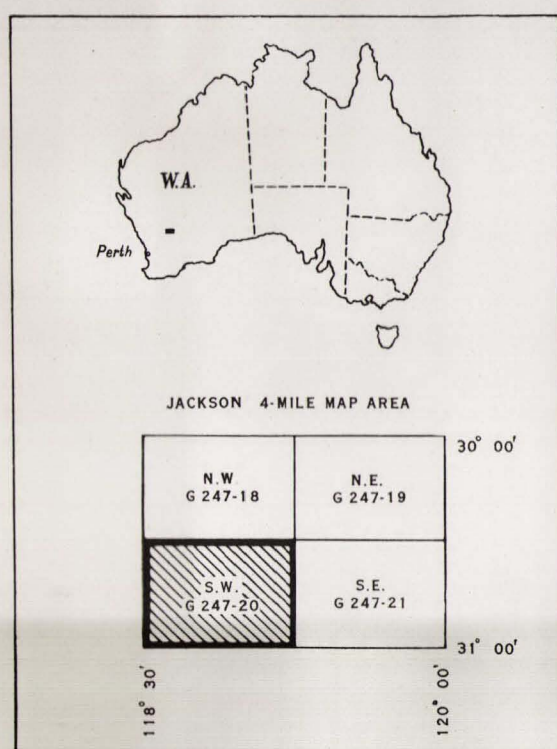 W.A.
Perth
JACKSON 4-MILE MAP AREA
30° 00'
N.W.
G 247-18
N.E.
G 247-19
S.W.
G 247-20
S.E.
G 247-21
31° 00'
118° 30'
120° 00'